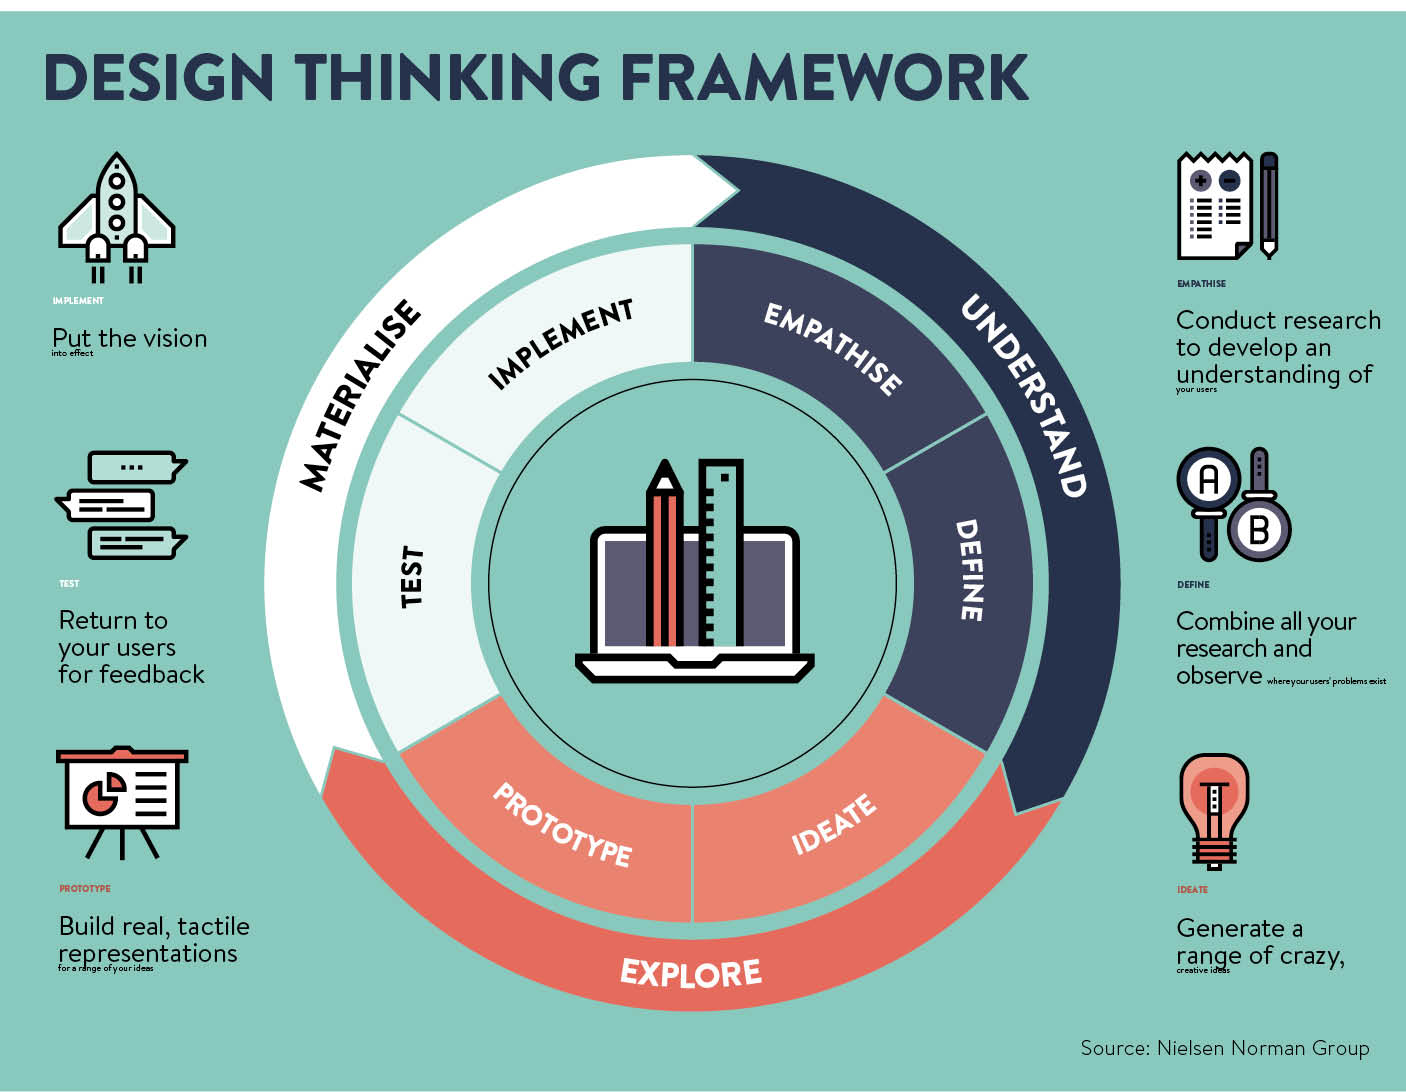 DESIGN THINKING FRAMEWORK
IMPLEMENT
Put the vision
into effect
TEST
Return to
your users
for feedback
PROTOTYPE
Build real, tactile
representations
for a range of your ideas
MATERIALISE
UNDERSTAND
EXPLORE
IMPLEMENT
EMPATHISE
TEST
DEFINE
PROTOTYPE
IDEATE
EMPATHISE
Conduct research
to develop an
understanding of
your users
A
B
DEFINE
Combine all your
research and
observe where your users' problems exist
IDEATE
Generate a
range of crazy,
creative ideas
Source: Nielsen Norman Group